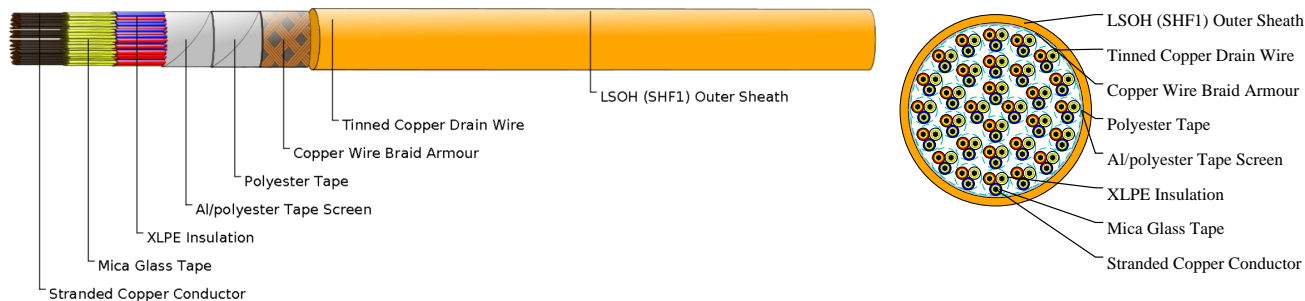 LSOH (SHF1) Outer Sheath
Tinned Copper Drain Wire
Copper Wire Braid Armour
Polyester Tape
Al/polyester Tape Screen
XLPE Insulation
Mica Glass Tape
Stranded Copper Conductor
LSOH (SHF1) Outer Sheath
Tinned Copper Drain Wire
Copper Wire Braid Armour
Polyester Tape
Al/polyester Tape Screen
XLPE Insulation
Mica Glass Tape
Stranded Copper Conductor